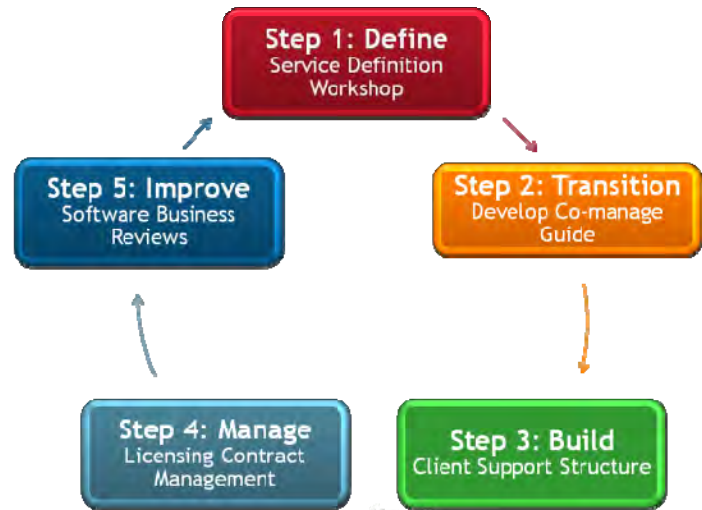 Step 1: Define
Service Definition
Workshop
Step 2: Transition
Develop Co-manage
Guide
Step 3: Build
Client Support Structure
Step 4: Manage
Licensing Contract
Management
Step 5: Improve
Software Business
Reviews